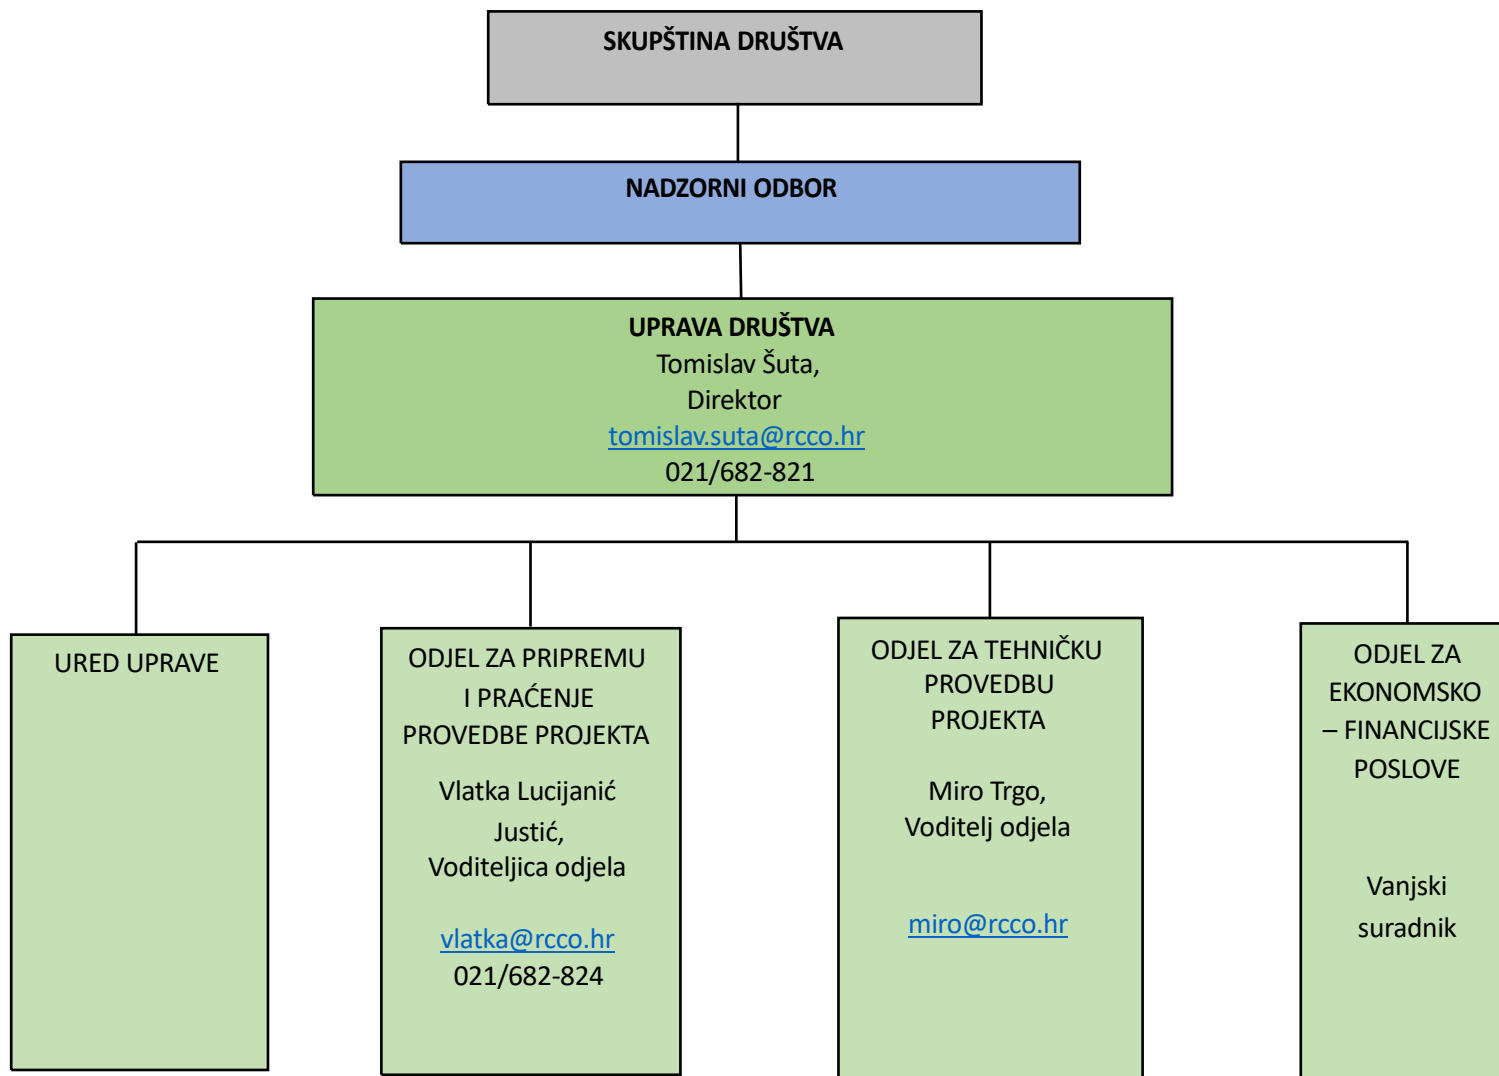 SKUPŠTINA DRUŠTVA
NADZORNI ODBOR
UPRAVA DRUŠTVA
Tomislav Šuta,
Direktor
tomislav.suta@rcco.hr
021/682-821
URED UPRAVE
ODJEL ZA PRIPREMU
I PRAĆENJE
PROVEDBE PROJEKTA
Vlatka Lucijanić
Justić,
Voditeljica odjela
vlatka@rcco.hr
021/682-824
ODJEL ZA TEHNIČKU
PROVEDBU
PROJEKTA
Miro Trgo,
Voditelj odjela
miro@rcco.hr
ODJEL ZA
EKONOMSKO
– FINANCIJSKE
POSLOVE
Vanjski
suradnik